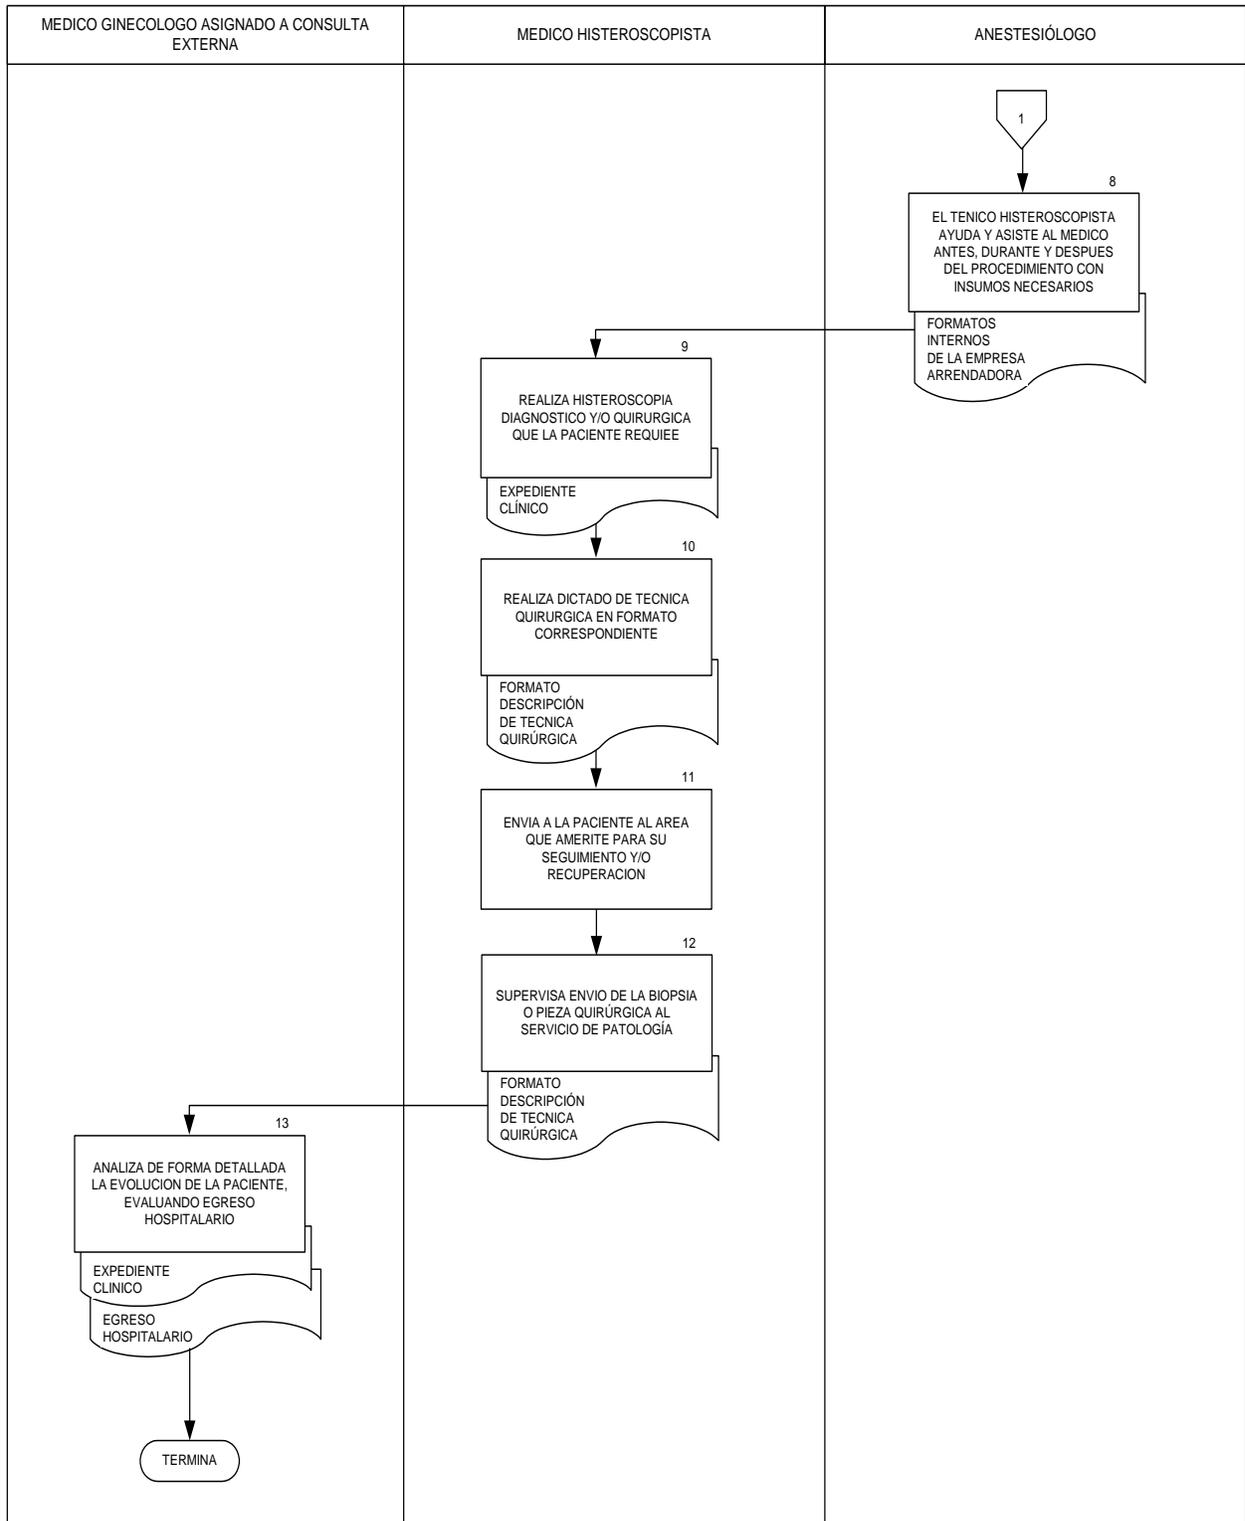 MEDICO GINECOLOGO ASIGNADO A CONSULTA
EXTERNA
MEDICO HISTEROSCOPISTA
ANESTESIÓLOGO
1
8
EL TENICO HISTEROSCOPISTA
AYUDA Y ASISTE AL MEDICO
ANTES, DURANTE Y DESPUES
DEL PROCEDIMIENTO CON
INSUMOS NECESARIOS
FORMATOS
INTERNOS
DE LA EMPRESA
ARRENDADORA
9
REALIZA HISTEROSCOPIA
DIAGNOSTICO Y/O QUIRURGICA
QUE LA PACIENTE REQUIEE
EXPEDIENTE
CLÍNICO
10
REALIZA DICTADO DE TECNICA
QUIRURGICA EN FORMATO
CORRESPONDIENTE
FORMATO
DESCRIPCIÓN
DE TECNICA
QUIRÚRGICA
11
ENVIA A LA PACIENTE AL AREA
QUE AMERITE PARA SU
SEGUIMIENTO Y/O
RECUPERACION
12
SUPERVISA ENVIO DE LA BIOPSIA
O PIEZA QUIRÚRGICA AL
SERVICIO DE PATOLOGÍA
FORMATO
DESCRIPCIÓN
DE TECNICA
QUIRÚRGICA
13
ANALIZA DE FORMA DETALLADA
LA EVOLUCION DE LA PACIENTE,
EVALUANDO EGRESO
HOSPITALARIO
EXPEDIENTE
CLINICO
EGRESO
HOSPITALARIO
TERMINA